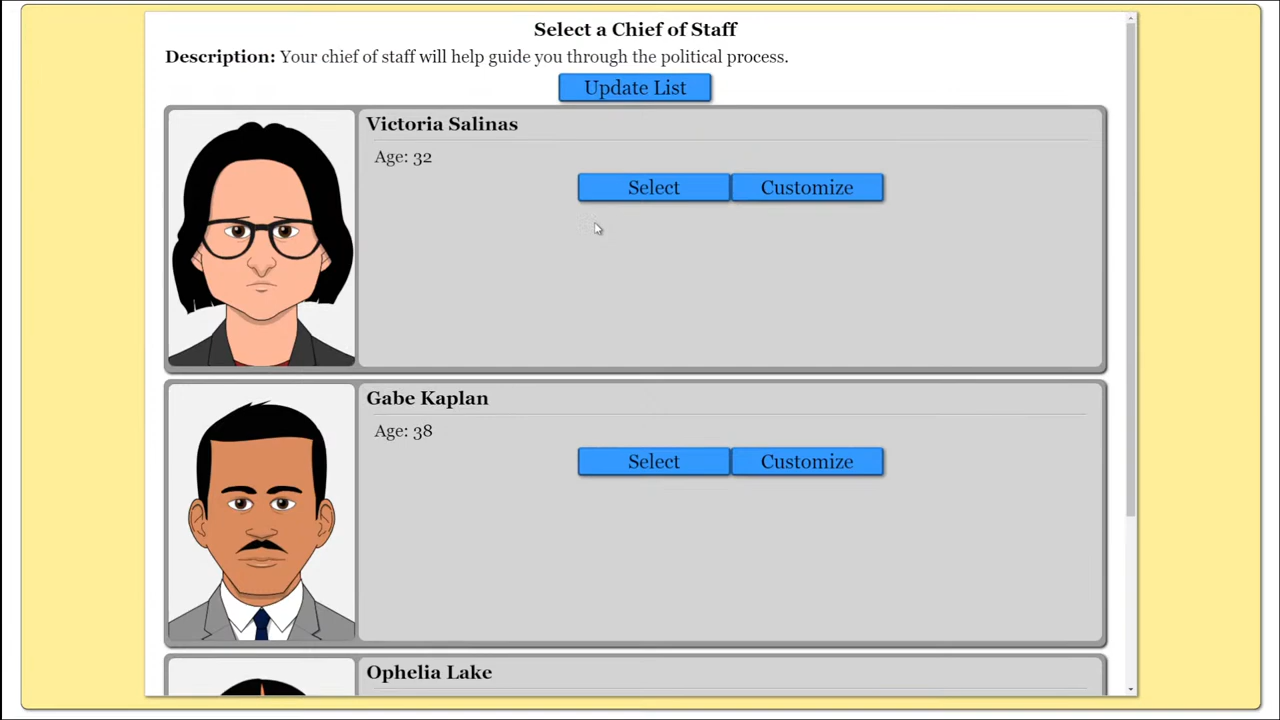 Select a Chief of Staff
Description: Your chief of staff will help guide you through the political process.
Update List
Victoria Salinas
Age: 32
Select Customize
Gabe Kaplan
Age: 38
Select Customize
Ophelia Lake